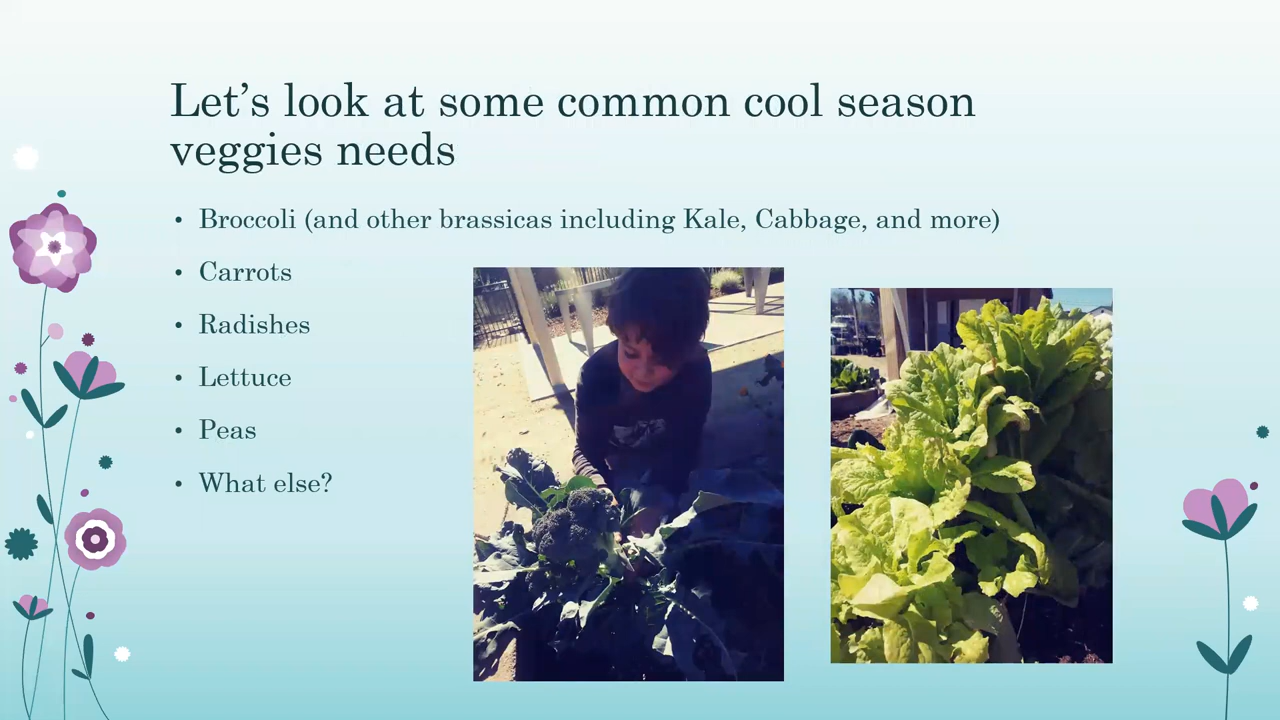 Let’s look at some common cool season
veggies needs
• Broccoli (and other brassicas including Kale, Cabbage, and more)
• Carrots
• Radishes
• Lettuce
• Peas
• What else?